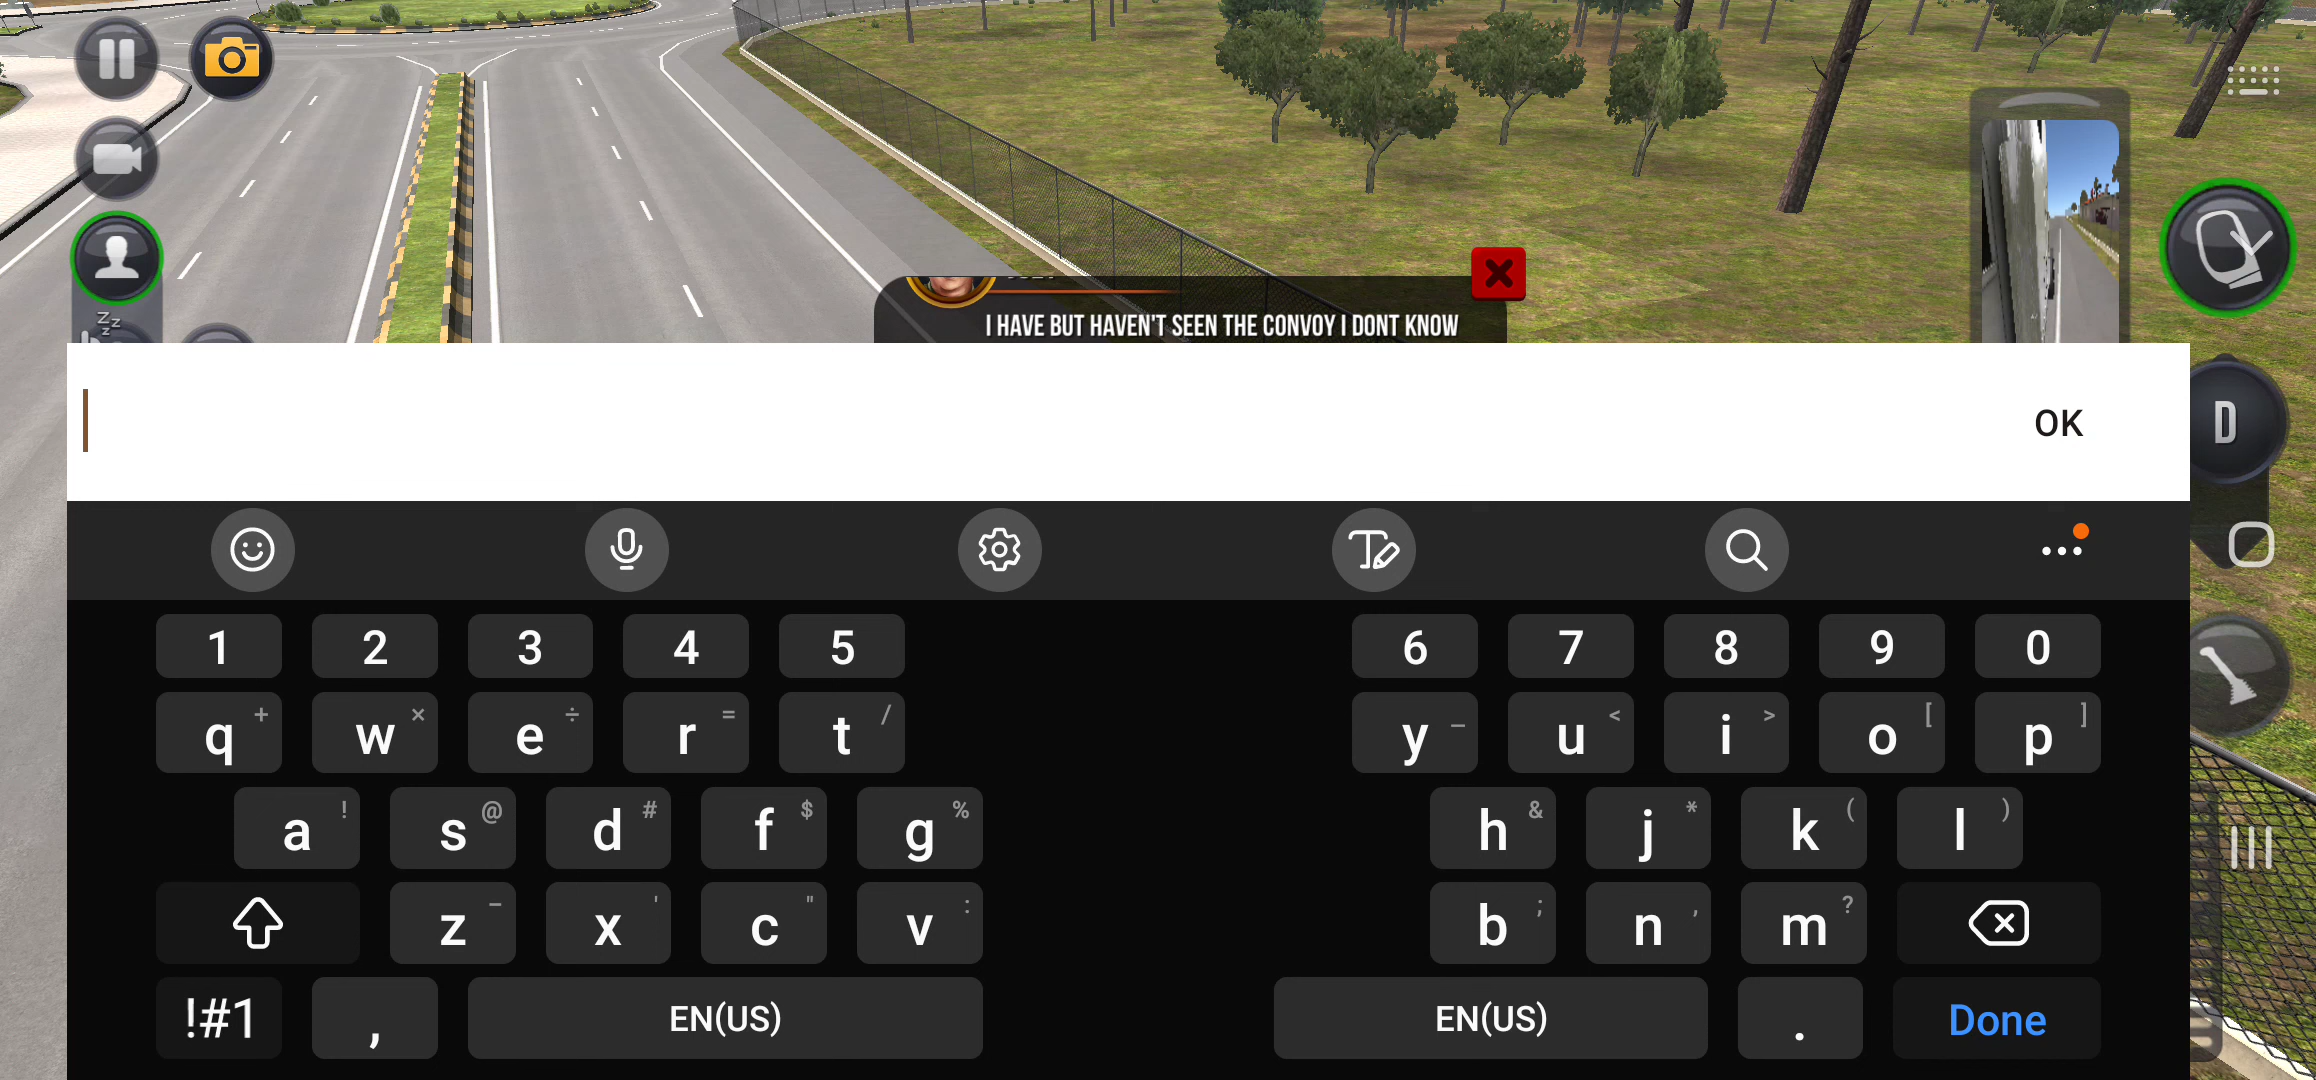 I HAVE BUT HAVEN'T SEEN THE CONVOY I DONT KNOW
OK
D
1 2 3 4 5 6 7 8 9 0
q + w × e ÷ r = t / y _ u < i > o [ p ]
a ! s @ d # f $ g % h & j * k ( l )
z - x ' c " v : b ; n , m ?
!#1 , EN(US) EN(US) . Done